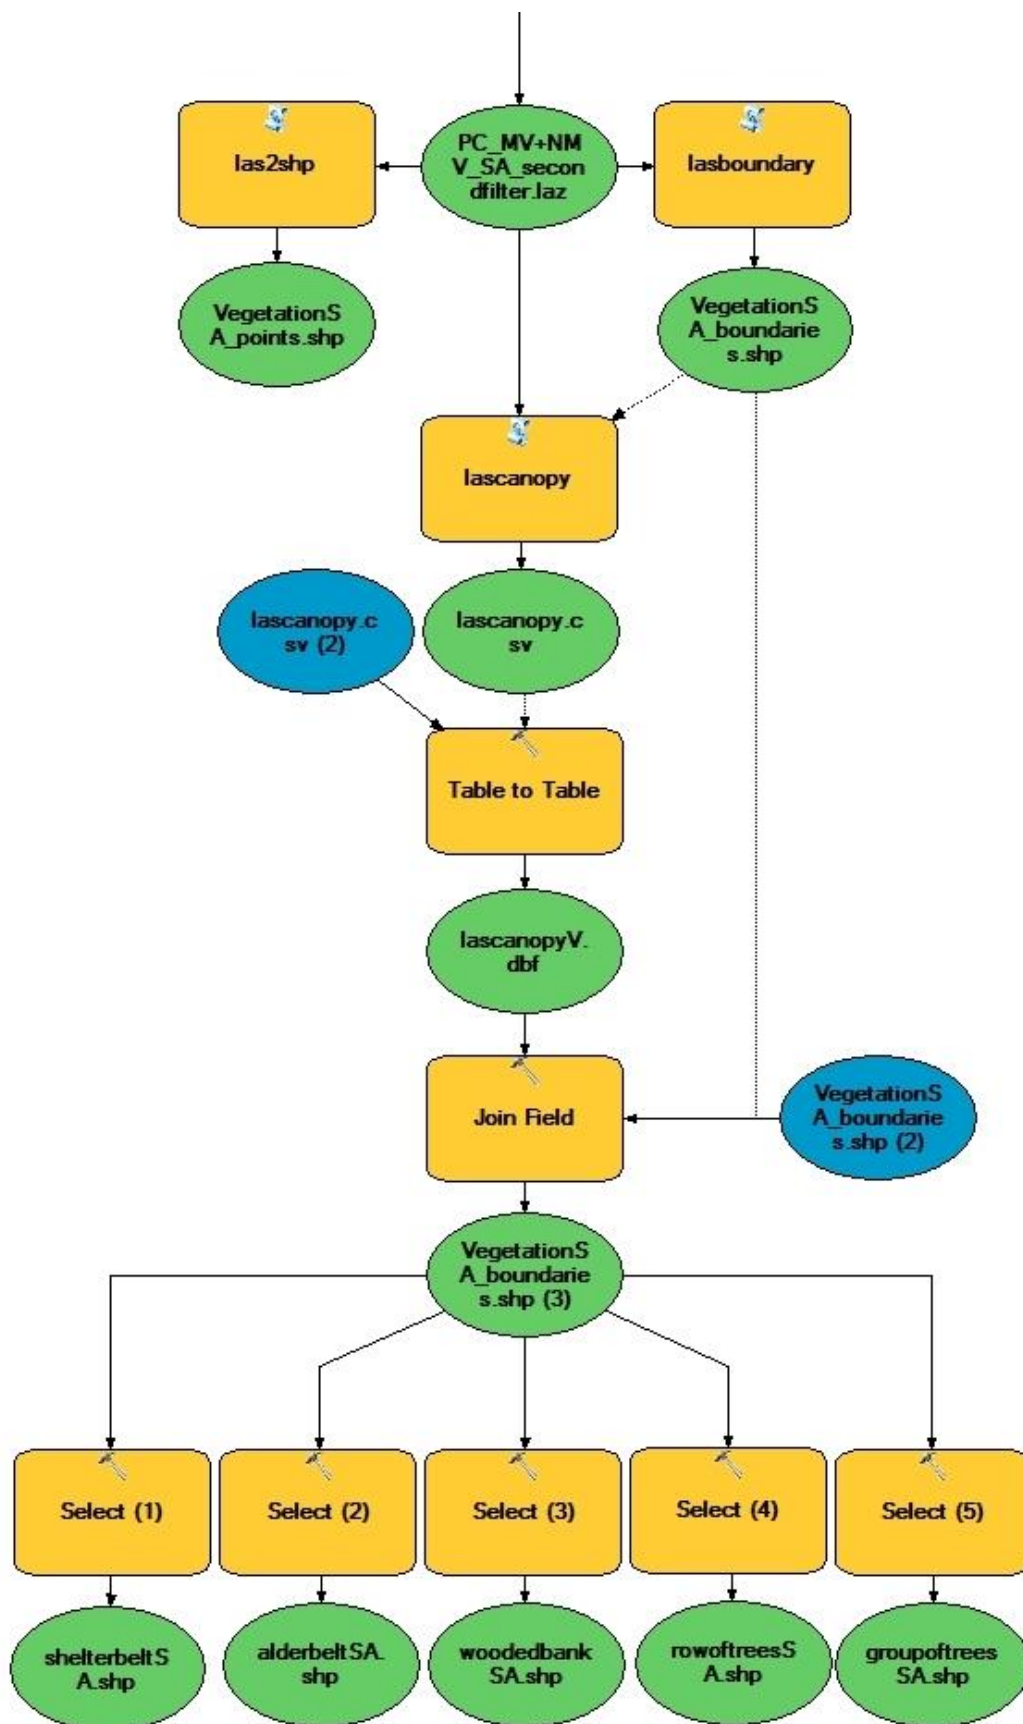 las2shp
PC_MV+NM
V_SA_secon
dfilter.laz
lasboundary
VegetationS
A_points.shp
VegetationS
A_boundarie
s.shp
lascanopy
lascanopy.c
sv (2)
lascanopy.c
sv
Table to Table
lascanopyV.
dbf
Join Field
VegetationS
A_boundarie
s.shp (2)
VegetationS
A_boundarie
s.shp (3)
Select (1)
Select (2)
Select (3)
Select (4)
Select (5)
shelterbeltS
A.shp
alderbeltSA.
shp
woodedbank
SA.shp
rowoftreesS
A.shp
groupoftrees
SA.shp